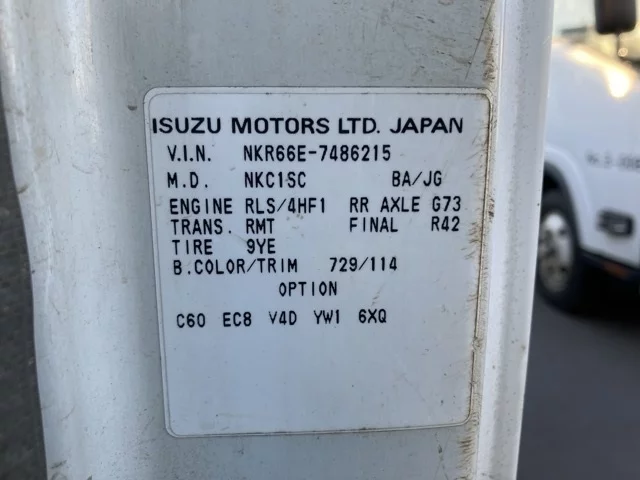 ISUZU MOTORS LTD. JAPAN
V.I.N. NKR66E-7486215
M.D. NKC1SC BA/JG
ENGINE RLS/4HF1 RR AXLE G73
TRANS. RMT FINAL R42
TIRE 9YE
B.COLOR/TRIM 729/114
OPTION
C60 EC8 V4D YW1 6XQ